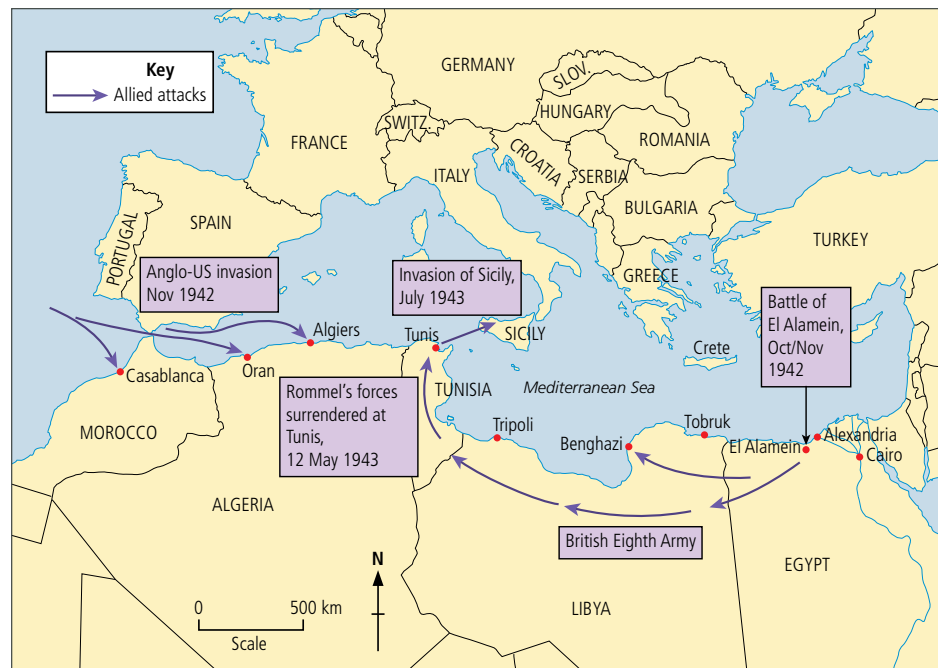 Key
Allied attacks
GERMANY
SLOV.
HUNGARY
FRANCE
SWITZ.
ROMANIA
CROATIA
ITALY
SERBIA
BULGARIA
PORTUGAL
SPAIN
TURKEY
GREECE
Anglo-US invasion
Nov 1942
Invasion of Sicily,
July 1943
Battle of
El Alamein,
Oct/Nov
1942
Algiers
Tunis
SICILY
Crete
Oran
Casablanca
Rommel's forces
surrendered at
Tunis,
12 May 1943
TUNISIA
Mediterranean Sea
MOROCCO
Tripoli
Benghazi
Tobruk
El Alamein
Alexandria
Cairo
ALGERIA
British Eighth Army
EGYPT
LIBYA
N
0 500 km
Scale